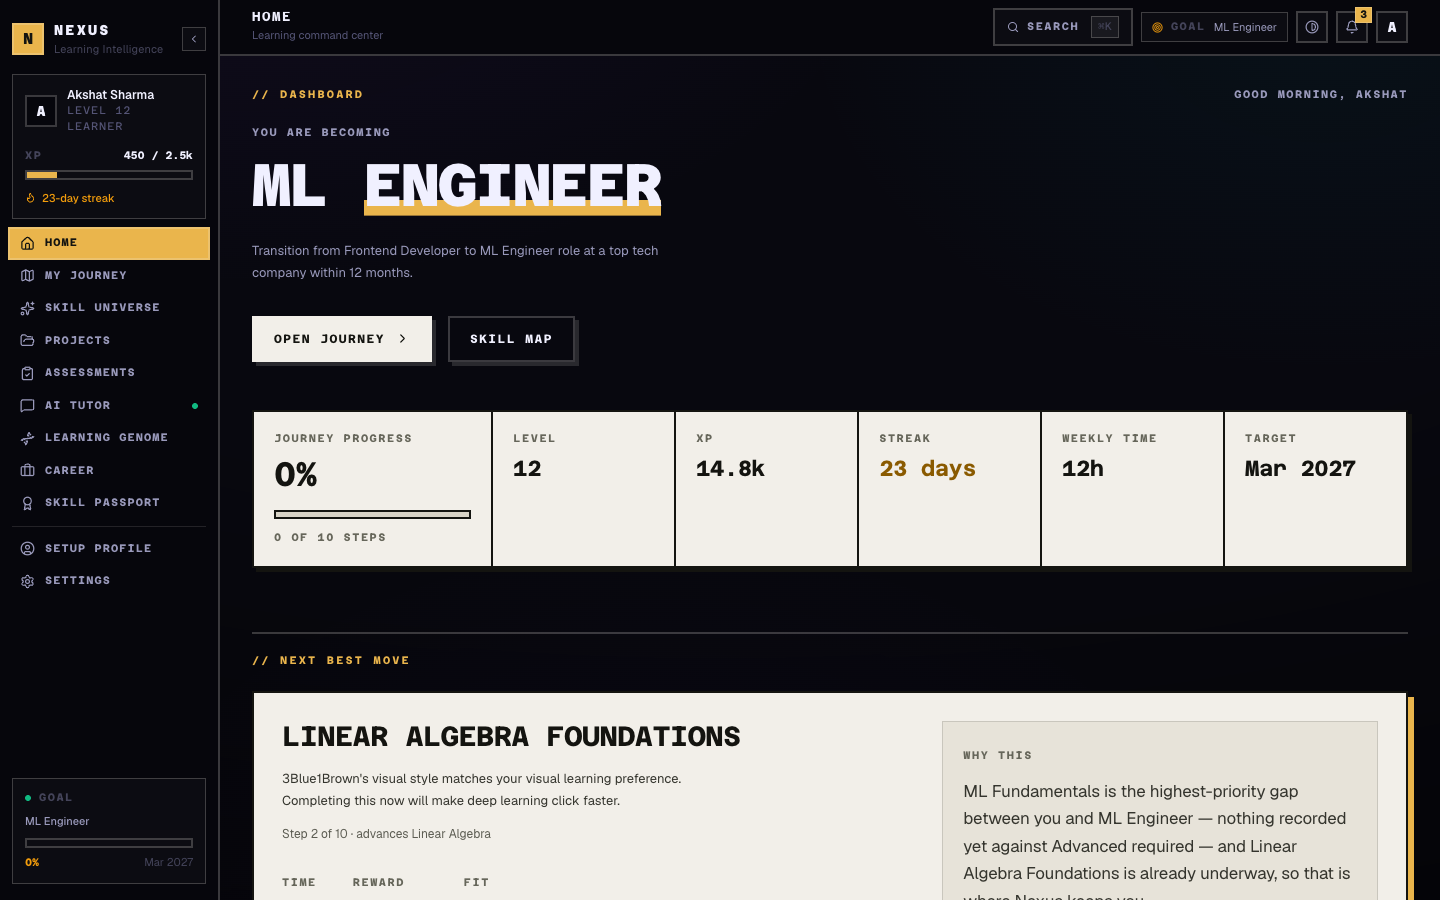 N
NEXUS
Learning Intelligence
A
Akshat Sharma
LEVEL 12
LEARNER
XP 450 / 2.5k
23-day streak
HOME
MY JOURNEY
SKILL UNIVERSE
PROJECTS
ASSESSMENTS
AI TUTOR
LEARNING GENOME
CAREER
SKILL PASSPORT
SETUP PROFILE
SETTINGS
GOAL
ML Engineer
0% Mar 2027
HOME
Learning command center
SEARCH ⌘K
GOAL ML Engineer
3
A
// DASHBOARD
GOOD MORNING, AKSHAT
YOU ARE BECOMING
ML ENGINEER
Transition from Frontend Developer to ML Engineer role at a top tech
company within 12 months.
OPEN JOURNEY
SKILL MAP
JOURNEY PROGRESS
0%
0 OF 10 STEPS
LEVEL
12
XP
14.8k
STREAK
23 days
WEEKLY TIME
12h
TARGET
Mar 2027
// NEXT BEST MOVE
LINEAR ALGEBRA FOUNDATIONS
3Blue1Brown's visual style matches your visual learning preference.
Completing this now will make deep learning click faster.
Step 2 of 10 · advances Linear Algebra
TIME REWARD FIT
WHY THIS
ML Fundamentals is the highest-priority gap
between you and ML Engineer — nothing recorded
yet against Advanced required — and Linear
Algebra Foundations is already underway, so that is
where Nexus keeps you